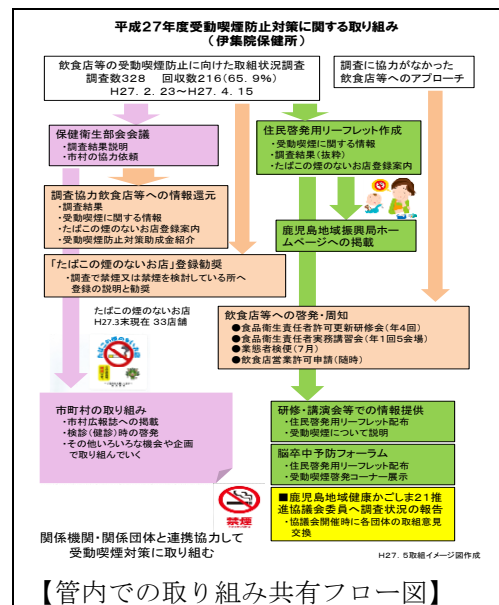 平成27年度受動喫煙防止対策に関する取り組み
（伊集院保健所）
飲食店等の受動喫煙防止に向けた取組状況調査
調査数328　回収数216(65.9%)
H27.2.23～H27.4.15
調査に協力がなかった
飲食店等へのアプローチ
保健衛生部会会議
・調査結果説明
・市村の協力依頼
住民啓発用リーフレット作成
・受動喫煙に関する情報
・調査結果(抜粋)
・たばこの煙のないお店登録案内
調査協力飲食店等への情報還元
・調査結果
・受動喫煙に関する情報
・たばこの煙のないお店登録案内
・受動喫煙防止対策助成金紹介
鹿児島地域振興局ホー
ムページへの掲載
「たばこの煙のないお店」登録勧奨
・調査で禁煙又は禁煙を検討している所へ
登録の説明と勧奨
たばこの煙のないお店
H27.3末現在 33店舗
飲食店等への啓発・周知
●食品衛生責任者許可更新研修会(年4回)
●食品衛生責任者実務講習会(年1回5会場)
●業態者検便(7月)
●飲食店営業許可申請(随時)
市町村の取り組み
・市村広報誌への掲載
・検診(健診)時の啓発
・その他いろいろな機会や企画
で取り組んでいく
研修・講演会等での情報提供
・住民啓発用リーフレット配布
・受動喫煙について説明
脳卒中予防フォーラム
・住民啓発用リーフレット配布
・受動喫煙啓発コーナー展示
■鹿児島地域健康かごしま21推
進協議会委員へ調査状況の報告
・協議会開催時に各団体の取組意見
交換
禁煙
関係機関・関係団体と連携協力して
受動喫煙対策に取り組む
H27.5取組イメージ図作成
【管内での取り組み共有フロー図】